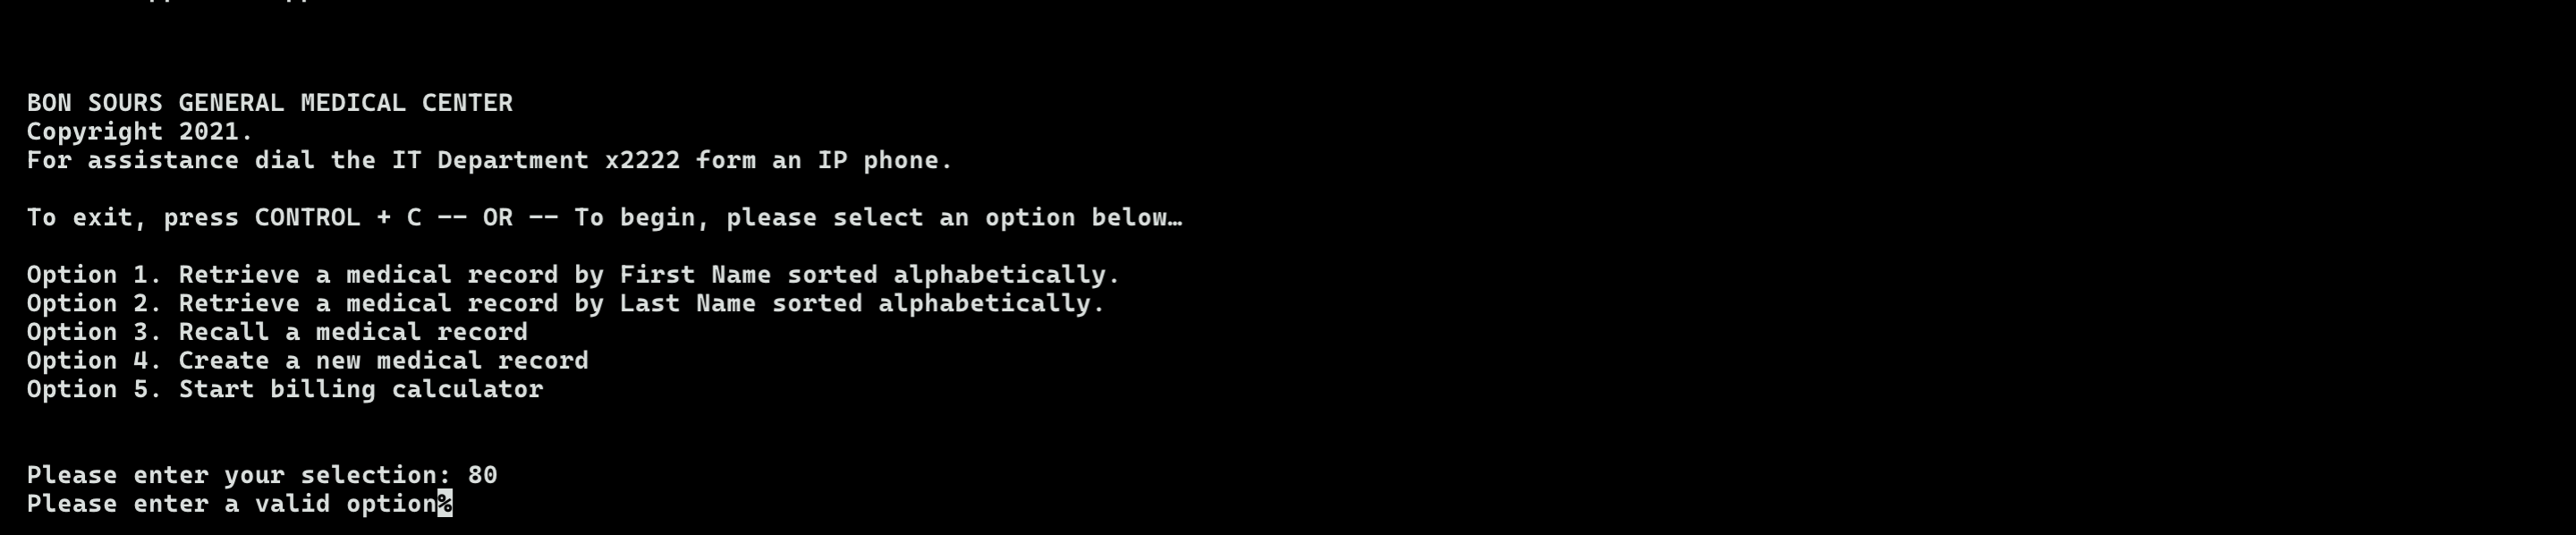 BON SOURS GENERAL MEDICAL CENTER
Copyright 2021.
For assistance dial the IT Department x2222 form an IP phone.
To exit, press CONTROL + C -- OR -- To begin, please select an option below…
Option 1. Retrieve a medical record by First Name sorted alphabetically.
Option 2. Retrieve a medical record by Last Name sorted alphabetically.
Option 3. Recall a medical record
Option 4. Create a new medical record
Option 5. Start billing calculator
Please enter your selection: 80
Please enter a valid option%